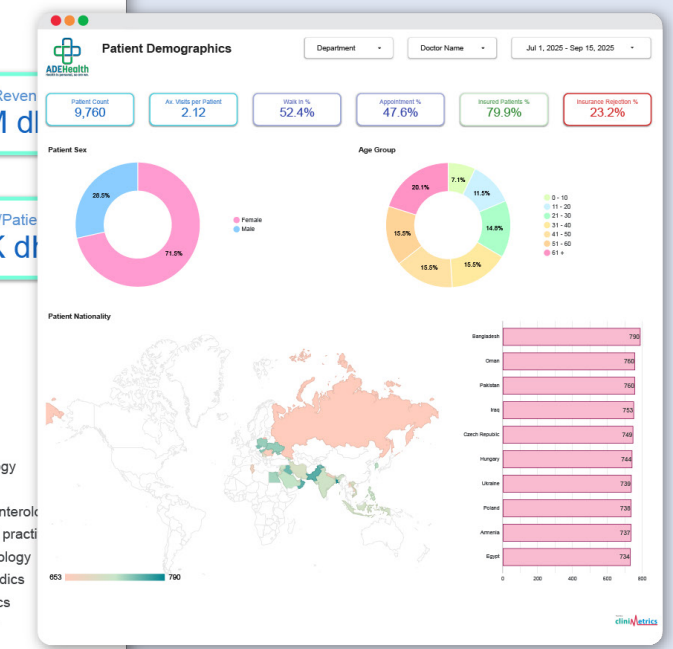 Patient Demographics
Department
Doctor Name
Jul 1, 2025 - Sep 15, 2025
ADEHealth
Patient Count
9,760
Av. Visits per Patient
2.12
Walk in %
52.4%
Appointment %
47.6%
Insured Patients %
79.9%
Insurance Rejection %
23.2%
Patient Sex
28.5%
71.5%
Female
Male
Age Group
7.1%
11.5%
14.8%
15.5%
15.5%
15.5%
20.1%
0 - 10
11 - 20
21 - 30
31 - 40
41 - 50
51 - 60
61 +
Patient Nationality
653
790
Bangladesh
790
Oman
760
Pakistan
760
Iraq
753
Czech Republic
749
Hungary
744
Ukraine
739
Poland
738
Armenia
737
Egypt
734
0 200 400 600 800
cliniMetrics
Reven
M d
/Patie
K dh
gy
nterolo
practi
ology
dics
cs